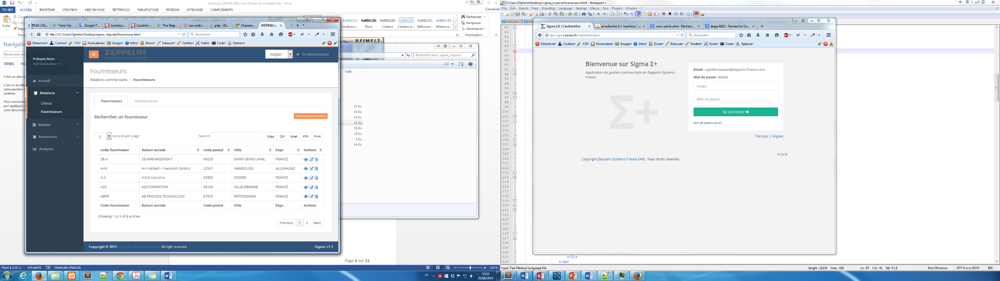 Questions_SIGMA_0415.docx [Mode de compatibilité] - Word
FICHIER ACCUEIL INSERTION CRÉATION MISE EN PAGE RÉFÉRENCES PUBLIPOSTAGE RÉVISION AFFICHAGE COMPLÉMENTS
Connexion
Coller
AaBbCcDc AaBbCcDc AaBbCcDc AaBbCcDc AABBCCDC AABBCCDC
Emphase i... Élevé Citation Citation in... Référence... Référence...
Rechercher
Remplacer
Sélectionner
Modification
Navigati
Rechercher
TITRES PA
Créez un plan i
C'est un excelle
votre position
contenu.
Pour commen
puis appliquez
votre documen
PINIA | Mi... Form Vie... Google T... Location ... Location ... The Resp... Les contr... php - Ze... Charpen... INSPINIA |...
file:///C:/Users/Ophelie/Desktop/sigma_inspinia/fournisseur.html
Rechercher
Désactiver Cookies CSS Formulaires Images Infos Divers Entourer Fenêtre Outils Code Options
Prénom Nom
Administrateur
Accueil
Relations
Clients
Fournisseurs
Gestion
Ressources
Analyses
ZEPPELIN
WE CREATE SOLUTIONS
Anglais
Se déconnecter
Fournisseurs
Relations commerciales / Fournisseurs
Fournisseurs Interlocuteurs
Rechercher un fournisseur
Nouveau fournisseur
5 records per page
Search:
Copy CSV Excel PDF Print
Code fournisseur Raison sociale Code postal Ville Pays Actions
2B A 2B AMENAGEMENT 69230 SAINT-GENIS-LAVAL FRANCE
A+H A+H (Albert + Hennrich GmbH) 22547 HAMBOURG ALLEMAGNE
A.E. A.E.D Industrie 63500 ISSOIRE FRANCE
A2S A2S FORMATION 69100 VILLEURBANNE FRANCE
ABPR AB PROCESS TECHNOLOGY 67670 WITTERSHEIM FRANCE
Code fournisseur Raison sociale Code postal Ville Pays Actions
Showing 1 to 5 of 8 entries
Previous 1 2 Next
Copyright © 2015 Zeppelin Systems France. All right reserved.
Sigma V2.0
REIMELT
Rechercher dans : sigma_inspinia
Taille
47 Ko
44 Ko
15 Ko
21 Ko
10 Ko
29 Ko
4 Ko
14 Ko
Page 4 sur 11
PAGE 4 SUR 11 675 MOTS FRANÇAIS (FRANCE)
110 %
FR
15:53
25/06/2015
C:\Users\Ophelie\Desktop\sigma_inspinia\fournisseur.html - Notepad++
File Edit Search View Encoding Language Settings Macro Run Plugins Window ?
index.php
82
83
84
85
86
87
88
89
90
91
92
93
94
95
96
97
98
99
100
101
102
103
104
105
106
107
108
109
110
111
112
113
114
115
116
117
118
119
120
121
122
123
124
125
126
127
128
129
130
131 </li>
132 </ul>
Sigma 2.0 | S'authentifier pma.kairios.fr / localhost / ... sony xperia ultra - Recherc... ipega 9023 - Recherche Go...
dev.sigma.kairios.fr/authentification
Rechercher
Désactiver Cookies CSS Formulaires Images Infos Divers Entourer Fenêtre Outils Code Options
Bienvenue sur Sigma Σ+
Application de gestion commerciale de Zeppelin Systems
France
Σ+
Email : ophelie.eouzan@zeppelin-france.com
Mot de passe : blabla
Email
Mot de passe
Se connecter
Mot de passe oublié?
Français | Anglais
© 2015
Copyright Zeppelin Systems France SARL. Tous droits réservés.
Hyper Text Markup Language file
length : 21134 lines : 418
Ln : 87 Col : 41 Sel : 0 | 0
Dos\Windows
UTF-8 w/o BOM
INS